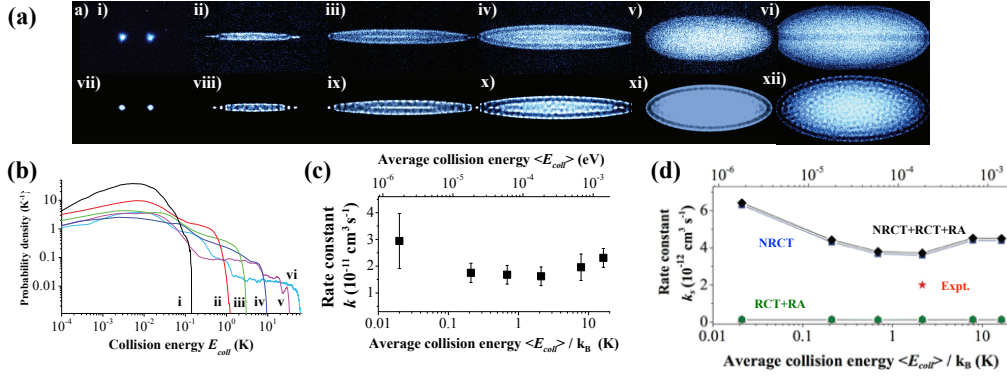 (a) a) i) ii) iii) iv) v) vi)
vii) viii) ix) x) xi) xii)
(b)
Probability density (K⁻¹)
10
1
0.1
0.01
i ii iii iv v vi
10⁻⁴ 10⁻³ 10⁻² 10⁻¹ 10⁰ 10¹
Collision energy E_coll (K)
(c)
Average collision energy <E_coll> (eV)
10⁻⁶ 10⁻⁵ 10⁻⁴ 10⁻³
Rate constant
k (10⁻¹¹ cm³ s⁻¹)
4
3
2
1
0
0.01 0.1 1 10
Average collision energy <E_coll> / k_B (K)
(d)
10⁻⁶ 10⁻⁵ 10⁻⁴ 10⁻³
Rate constant
k_s (10⁻¹² cm³ s⁻¹)
6
4
2
0
NRCT
NRCT+RCT+RA
Expt.
RCT+RA
0.01 0.1 1 10
Average collision energy <E_coll> / k_B (K)